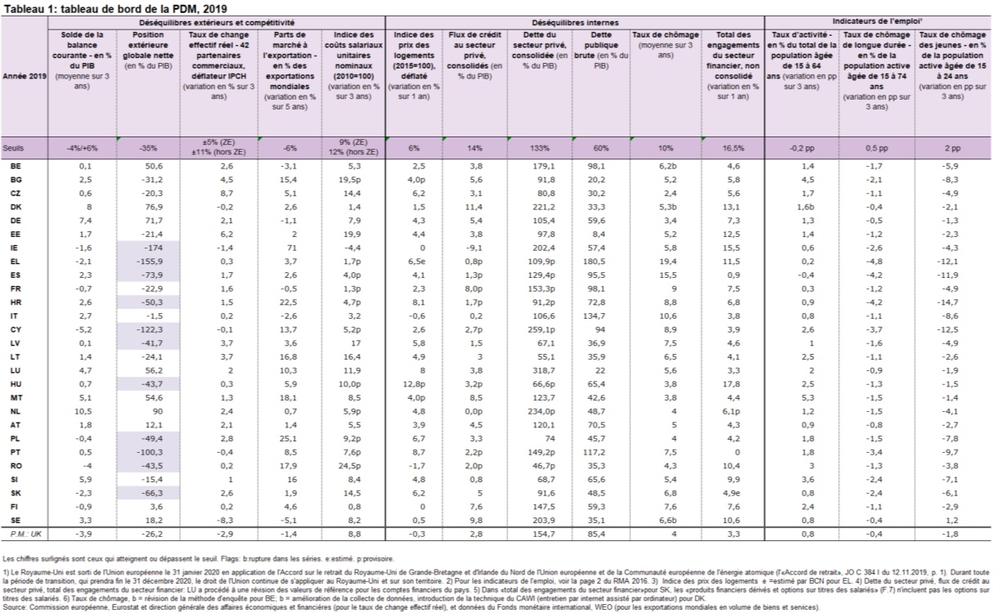 Tableau 1: tableau de bord de la PDM, 2019
Déséquilibres extérieurs et compétitivité
Déséquilibres internes
Indicateurs de l'emploi¹
Année 2019
Solde de la
balance
courante - en %
du PIB
(moyenne sur 3
ans)
Position
extérieure
globale nette
(en % du PIB)
Taux de change
effectif réel - 42
partenaires
commerciaux,
déflateur IPCH
(variation en % sur 3
ans)
Parts de
marché à
l'exportation -
en % des
exportations
mondiales
(variation en %
sur 5 ans)
Indice des
coûts salariaux
unitaires
nominaux
(2010=100)
(variation en %
sur 3 ans)
Indice des
prix des
logements
(2015=100),
déflaté
(variation en %
sur 1 an)
Flux de crédit
au secteur
privé,
consolidés (en
% du PIB)
Dette du
secteur privé,
consolidée (en
% du PIB)
Dette
publique
brute (en % du
PIB)
Taux de chômage
(moyenne sur 3
ans)
Total des
engagements
du secteur
financier, non
consolidé
(variation en %
sur 1 an)
Taux d'activité -
en % du total de la
population âgée
de 15 à 64
ans (variation en pp
sur 3 ans)
Taux de chômage
de longue durée -
en % de la
population active
âgée de 15 à 74
ans
(variation en pp sur
3 ans)
Taux de chômage
des jeunes - en %
de la population
active âgée de 15
à 24 ans
(variation en pp sur
3 ans)
Seuils -4%/+6% -35% ±5% (ZE) ±11% (hors ZE) -6% 9% (ZE) 12% (hors ZE) 6% 14% 133% 60% 10% 16,5% -0,2 pp 0,5 pp 2 pp
BE 0,1 50,6 2,6 -3,1 5,3 2,5 3,8 179,1 98,1 6,2b 4,6 1,4 -1,7 -5,9
BG 2,5 -31,2 4,5 15,4 19,5p 4,0p 5,6 91,8 20,2 5,2 5,8 4,5 -2,1 -8,3
CZ 0,6 -20,3 8,7 5,1 14,4 6,2 3,1 80,8 30,2 2,4 5,6 1,7 -1,1 -4,9
DK 8 76,9 -0,2 2,6 1,4 1,5 11,4 221,2 33,3 5,3b 13,1 1,6b -0,4 -2,1
DE 7,4 71,7 2,1 -1,1 7,9 4,3 5,4 105,4 59,6 3,4 7,3 1,3 -0,5 -1,3
EE 1,7 -21,4 6,2 2 19,9 4,4 3,8 97,8 8,4 5,2 12,5 1,4 -1,2 -2,3
IE -1,6 -174 -1,4 71 -4,4 0 -9,1 202,4 57,4 5,8 15,5 0,6 -2,6 -4,3
EL -2,1 -155,9 0,3 3,7 1,7p 6,5e 0,8p 109,9p 180,5 19,4 11,5 0,2 -4,8 -12,1
ES 2,3 -73,9 1,7 2,6 4,0p 4,1 1,3p 129,4p 95,5 15,5 0,9 -0,4 -4,2 -11,9
FR -0,7 -22,9 1,6 -0,5 1,3p 2,3 8,0p 153,3p 98,1 9 7,5 0,3 -1,2 -4,9
HR 2,6 -50,3 1,5 22,5 4,7p 8,1 1,7p 91,2p 72,8 8,8 6,8 0,9 -4,2 -14,7
IT 2,7 -1,5 0,2 -2,6 3,2 -0,6 0,2 106,6 134,7 10,6 3,8 0,8 -1,1 -8,6
CY -5,2 -122,3 -0,1 13,7 5,2p 2,6 2,7p 259,1p 94 8,9 3,9 2,6 -3,7 -12,5
LV 0,1 -41,7 3,7 3,6 17 5,8 1,5 67,1 36,9 7,5 4,6 1 -1,6 -4,9
LT 1,4 -24,1 3,7 16,8 16,4 4,9 3 55,1 35,9 6,5 4,1 2,5 -1,1 -2,6
LU 4,7 56,2 2 10,3 11,9 8 3,8 318,7 22 5,6 3,3 2 -0,9 -1,9
HU 0,7 -43,7 0,3 5,9 10,0p 12,8p 3,2p 66,6p 65,4 3,8 17,8 2,5 -1,3 -1,5
MT 5,1 54,6 1,3 18,1 8,5 4,0p 8,5 123,7 42,6 3,8 4,4 5,3 -1,5 -1,4
NL 10,5 90 2,4 0,7 5,9p 4,8 0,0p 234,0p 48,7 4 6,1p 1,2 -1,5 -4,1
AT 1,8 12,1 2,1 1,4 5,5 3,9 4,5 120,1 70,5 5 4,3 0,9 -0,8 -2,7
PL -0,4 -49,4 2,8 25,1 9,2p 6,7 3,3 74 45,7 4 4,2 1,8 -1,5 -7,8
PT 0,5 -100,3 -0,4 8,5 7,6p 8,7 2,2p 149,2p 117,2 7,5 0 1,8 -3,4 -9,7
RO -4 -43,5 0,2 17,9 24,5p -1,7 2,0p 46,7p 35,3 4,3 10,4 3 -1,3 -3,8
SI 5,9 -15,4 1 16 8,4 4,8 0,8 68,7 65,6 5,4 9,9 3,6 -2,4 -7,1
SK -2,3 -66,3 2,6 1,9 14,5 6,2 5 91,6 48,5 6,8 4,9e 0,8 -2,4 -6,1
FI -0,9 3,6 0,2 4,6 0,8 0 7,6 147,5 59,3 7,6 7,6 2,4 -1,1 -2,9
SE 3,3 18,2 -8,3 -5,1 8,2 0,5 9,8 203,9 35,1 6,6b 10,6 0,8 -0,4 1,2
P.M.: UK -3,9 -26,2 -2,9 -1,4 8,8 -0,3 2,8 154,7 85,4 4 3,3 0,8 -0,4 -1,8
Les chiffres surlignés sont ceux qui atteignent ou dépassent le seuil. Flags: b:rupture dans les séries. e:estimé. p:provisoire.
1) Le Royaume-Uni est sorti de l'Union européenne le 31 janvier 2020 en application de l'Accord sur le retrait du Royaume-Uni de Grande-Bretagne et d'Irlande du Nord de l'Union européenne et de la Communauté européenne de l'énergie atomique (l'«Accord de retrait», JO C 384 I du 12.11.2019, p. 1). Durant toute
la période de transition, qui prendra fin le 31 décembre 2020, le droit de l'Union continue de s'appliquer au Royaume-Uni et sur son territoire. 2) Pour les indicateurs de l'emploi, voir la page 2 du RMA 2016. 3) Indice des prix des logements e =estimé par BCN pour EL. 4) Dette du secteur privé, flux de crédit au
secteur privé, total des engagements du secteur financier: LU a procédé à une révision des valeurs de référence pour les comptes financiers du pays. 5) Dans «total des engagements du secteur financier»pour SK, les «produits financiers dérivés et options sur titres des salariés» (F.7) n'incluent pas les options sur
titres des salariés. 6) Taux de chômage, b = révision de la méthode d'enquête pour BE; b = amélioration de la collecte de données, introduction de la technique du CAWI (entretien par internet assisté par ordinateur) pour DK.
Source: Commission européenne, Eurostat et direction générale des affaires économiques et financières (pour le taux de change effectif réel), et données du Fonds monétaire international, WEO (pour les exportations mondiales en volume de biens et services).